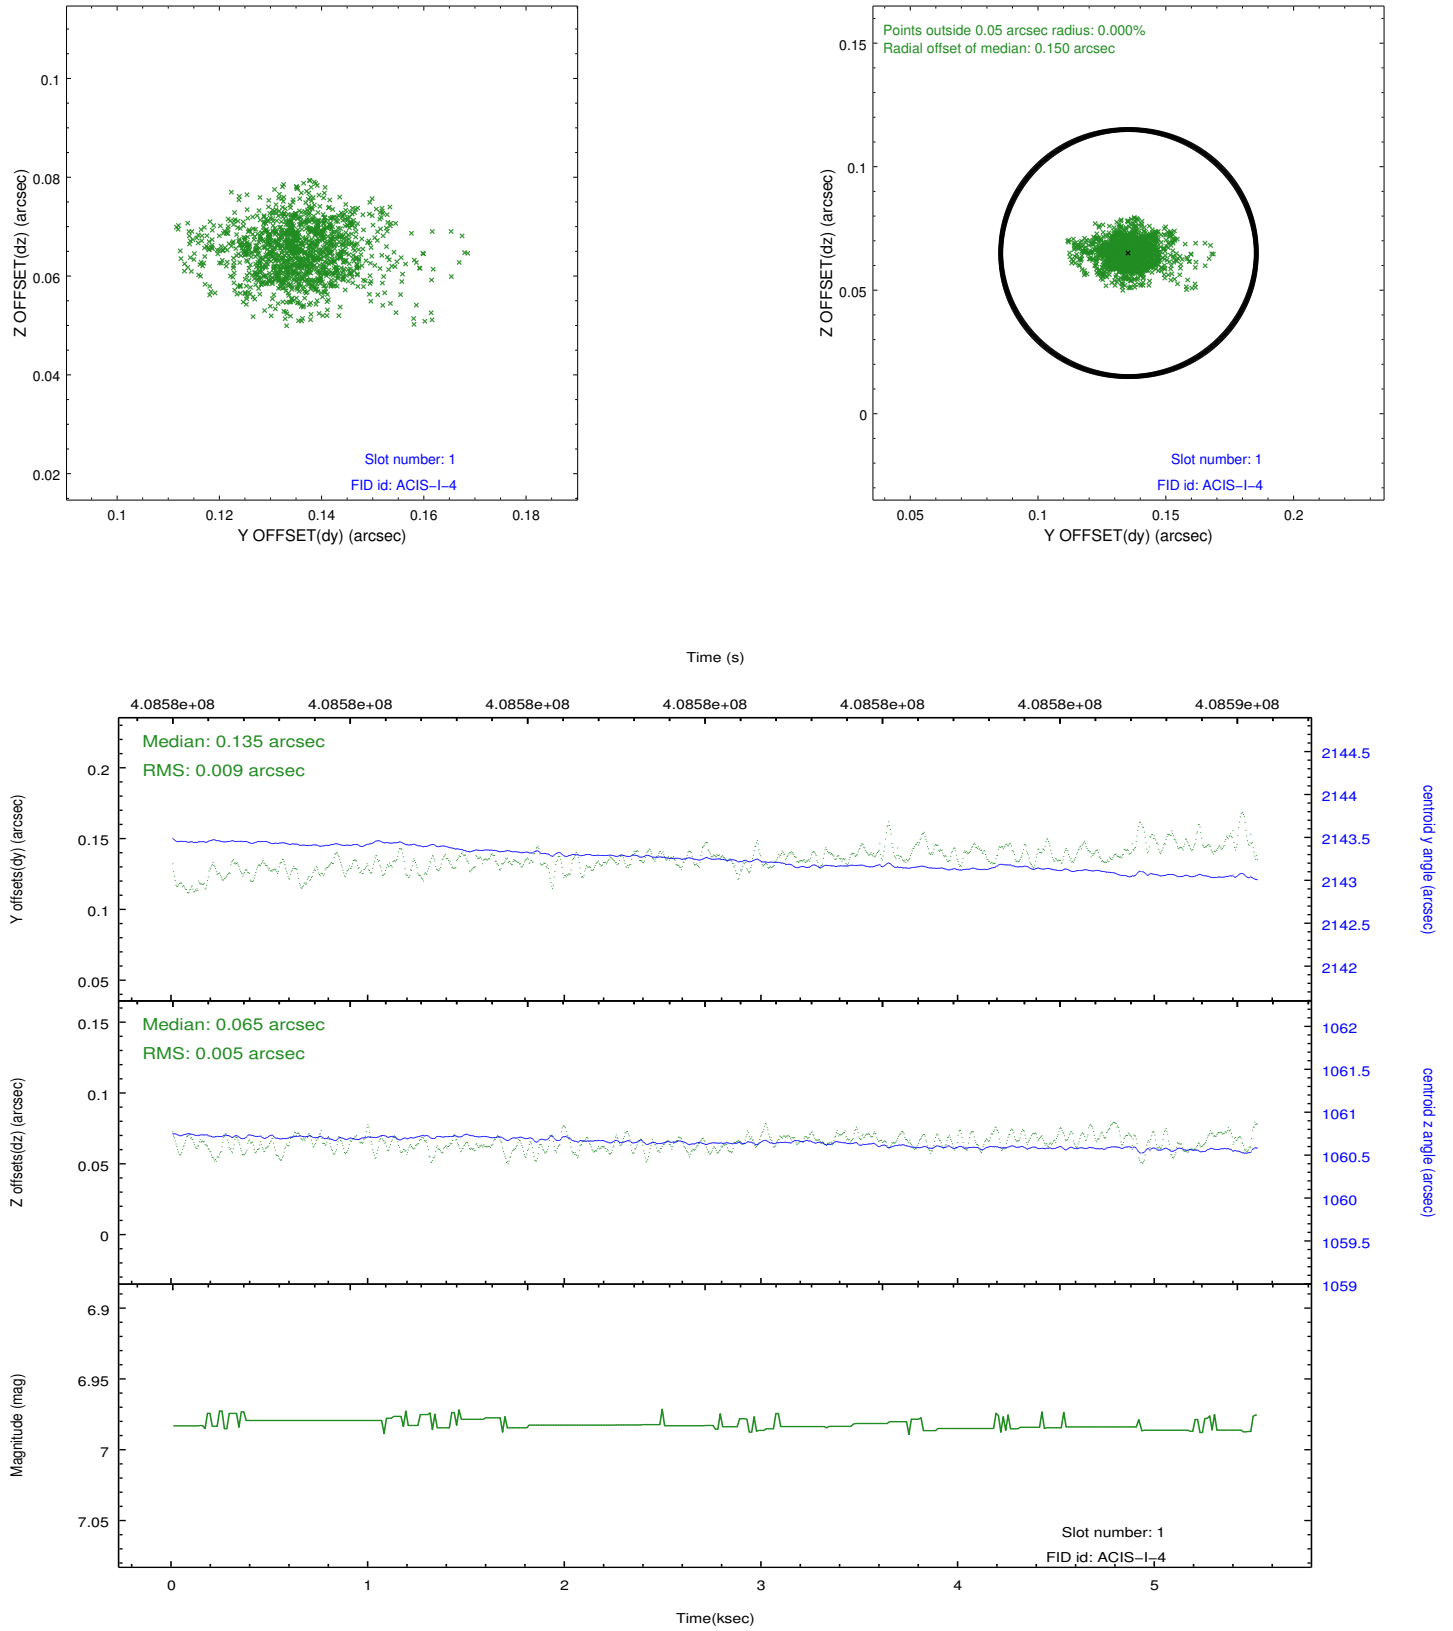 0.1
0.08
0.06
0.04
0.02
Z OFFSET(dz) (arcsec)
Slot number: 1
FID id: ACIS−I−4
0.1 0.12 0.14 0.16 0.18
Y OFFSET(dy) (arcsec)
Points outside 0.05 arcsec radius: 0.000%
Radial offset of median: 0.150 arcsec
0.15
0.1
0.05
0
Z OFFSET(dz) (arcsec)
Slot number: 1
FID id: ACIS−I−4
0.05 0.1 0.15 0.2
Y OFFSET(dy) (arcsec)
Time (s)
4.0858e+08 4.0858e+08 4.0858e+08 4.0858e+08 4.0858e+08 4.0858e+08 4.0859e+08
Median: 0.135 arcsec
RMS: 0.009 arcsec
0.2
0.15
0.1
0.05
Y offsets(dy) (arcsec)
2144.5
2144
2143.5
2143
2142.5
2142
centroid y angle (arcsec)
Median: 0.065 arcsec
RMS: 0.005 arcsec
0.15
0.1
0.05
0
Z offsets(dz) (arcsec)
1062
1061.5
1061
1060.5
1060
1059.5
1059
centroid z angle (arcsec)
6.9
6.95
7
7.05
Magnitude (mag)
Slot number: 1
FID id: ACIS−I−4
0 1 2 3 4 5
Time(ksec)